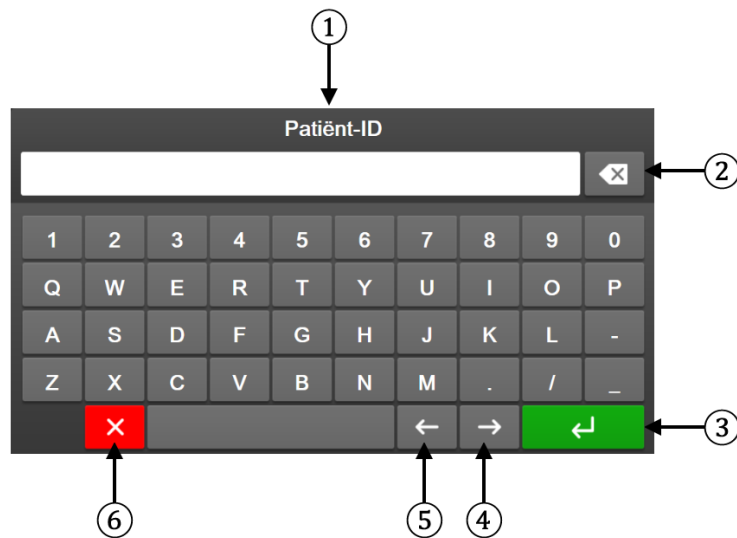 ①
Patiënt-ID
②
1 2 3 4 5 6 7 8 9 0
Q W E R T Y U I O P
A S D F G H J K L -
Z X C V B N M . / _
③
⑥ ⑤ ④